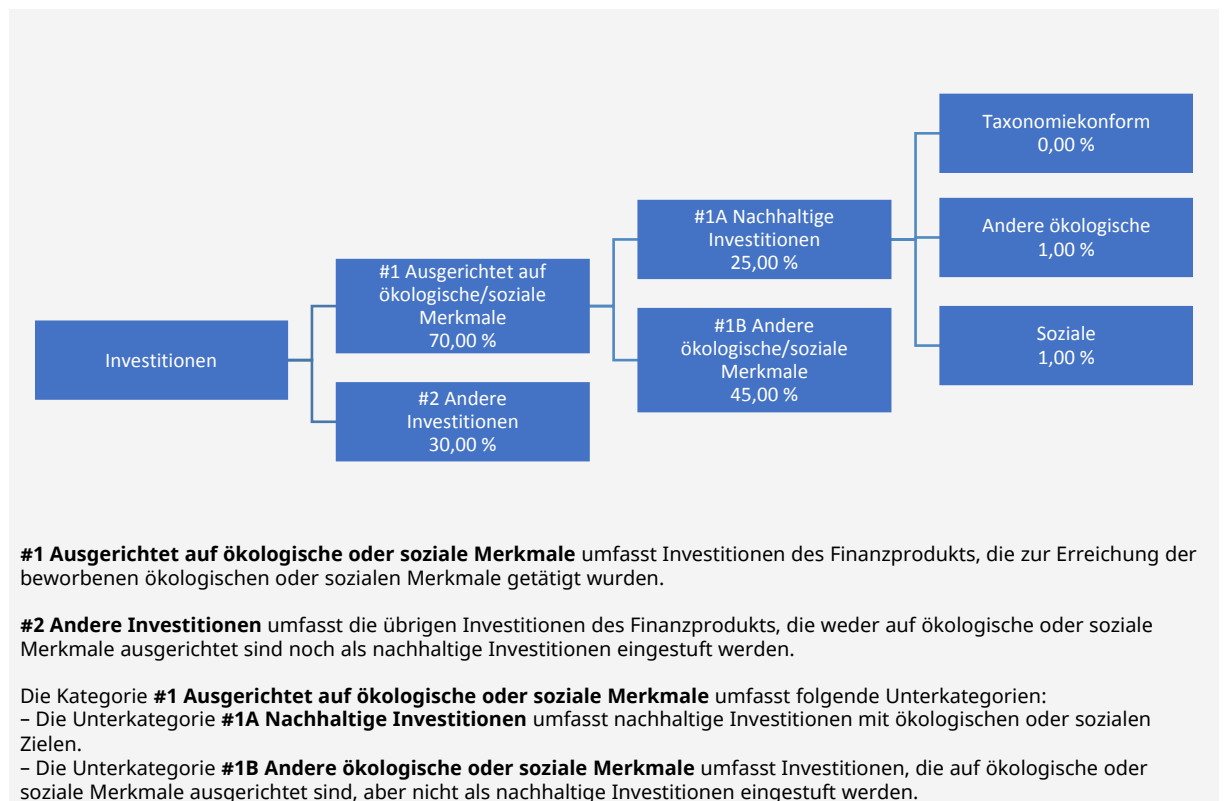 Investitionen
#1 Ausgerichtet auf
ökologische/soziale
Merkmale
70,00 %
#2 Andere
Investitionen
30,00 %
#1A Nachhaltige
Investitionen
25,00 %
#1B Andere
ökologische/soziale
Merkmale
45,00 %
Taxonomiekonform
0,00 %
Andere ökologische
1,00 %
Soziale
1,00 %
#1 Ausgerichtet auf ökologische oder soziale Merkmale umfasst Investitionen des Finanzprodukts, die zur Erreichung der
beworbenen ökologischen oder sozialen Merkmale getätigt wurden.
#2 Andere Investitionen umfasst die übrigen Investitionen des Finanzprodukts, die weder auf ökologische oder soziale
Merkmale ausgerichtet sind noch als nachhaltige Investitionen eingestuft werden.
Die Kategorie #1 Ausgerichtet auf ökologische oder soziale Merkmale umfasst folgende Unterkategorien:
– Die Unterkategorie #1A Nachhaltige Investitionen umfasst nachhaltige Investitionen mit ökologischen oder sozialen
Zielen.
– Die Unterkategorie #1B Andere ökologische oder soziale Merkmale umfasst Investitionen, die auf ökologische oder
soziale Merkmale ausgerichtet sind, aber nicht als nachhaltige Investitionen eingestuft werden.